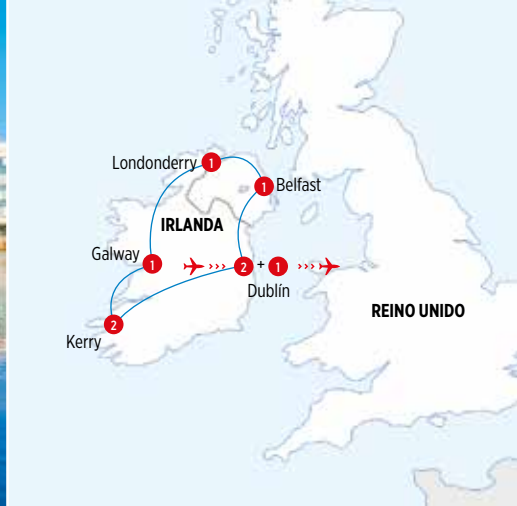 Londonderry 1
1 Belfast
IRLANDA
Galway 1
2 + 1
Dublín
REINO UNIDO
2
Kerry